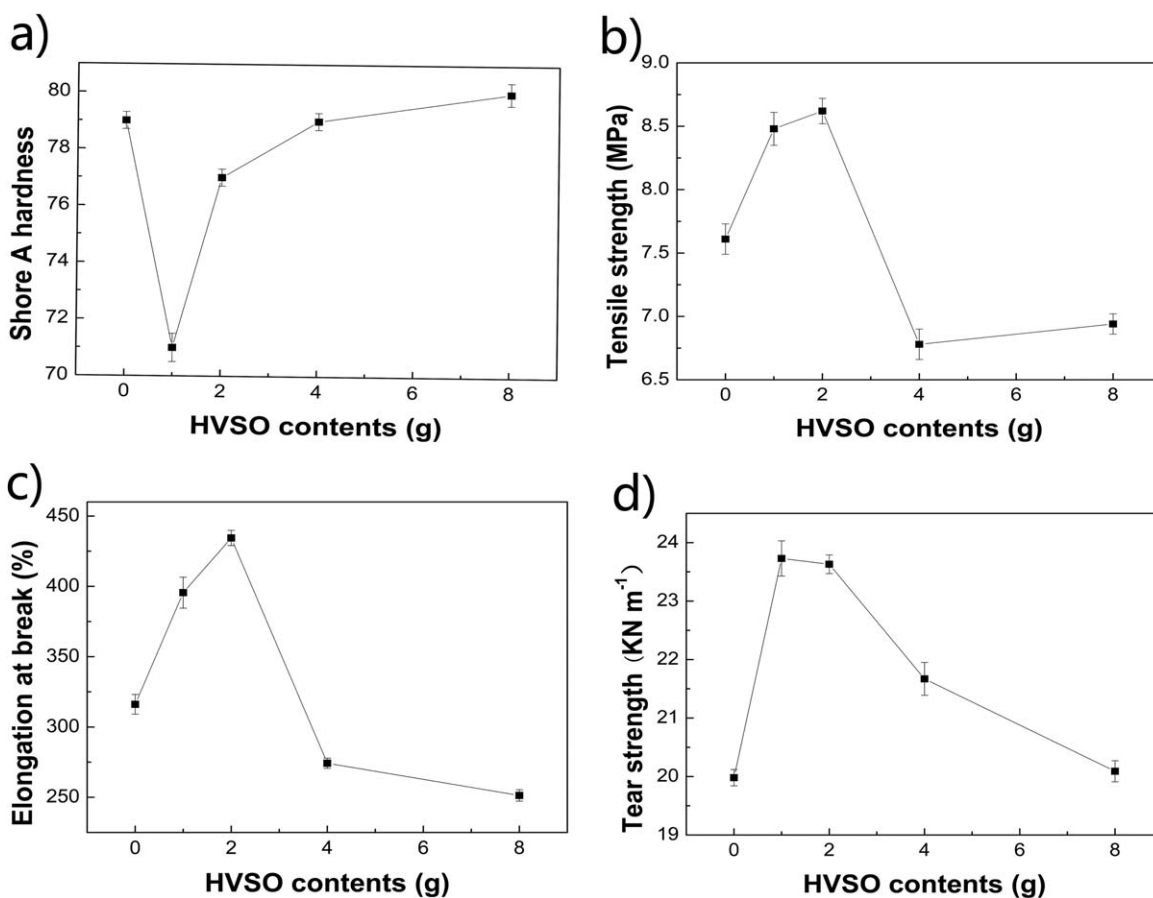 a)
Shore A hardness
80
78
76
74
72
70
0 2 4 6 8
HVSO contents (g)
b)
Tensile strength (MPa)
9.0
8.5
8.0
7.5
7.0
6.5
0 2 4 6 8
HVSO contents (g)
c)
Elongation at break (%)
450
400
350
300
250
0 2 4 6 8
HVSO contents (g)
d)
Tear strength (KN m⁻¹)
24
23
22
21
20
19
0 2 4 6 8
HVSO contents (g)